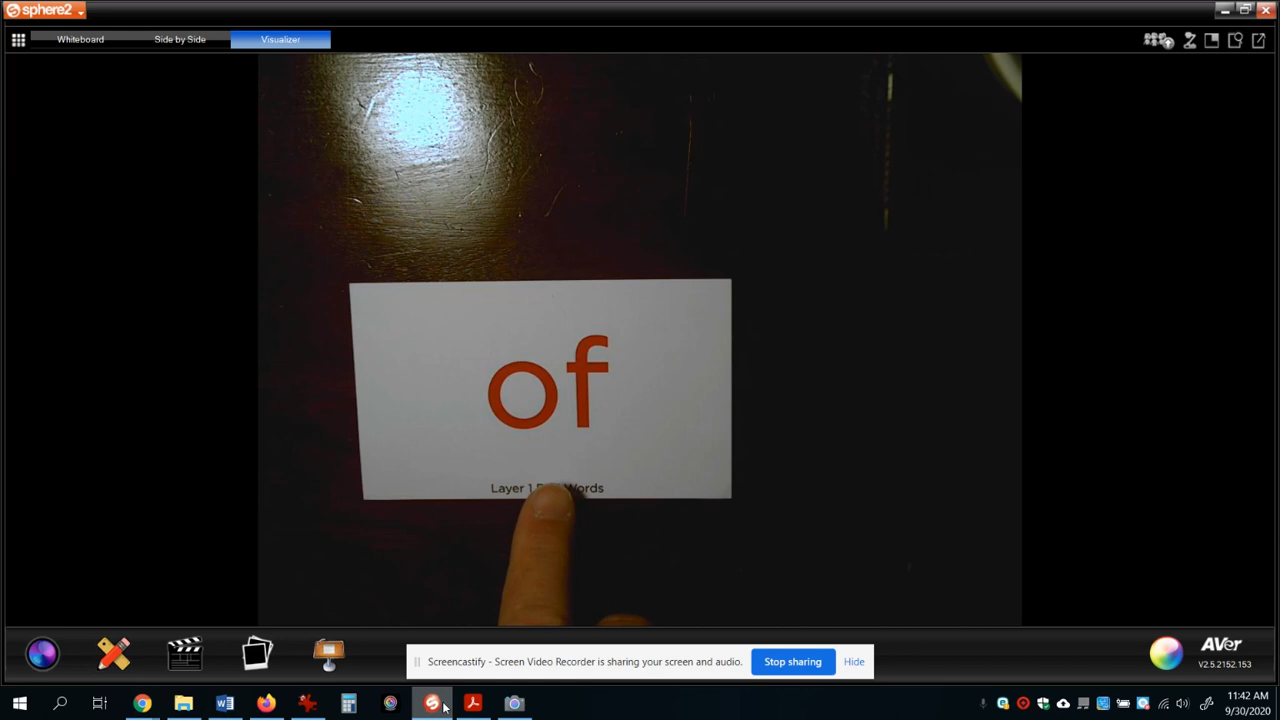 sphere2
Whiteboard
Side by Side
Visualizer
of
Layer 1 Words
Screencastify - Screen Video Recorder is sharing your screen and audio.
Stop sharing
Hide
AVer
V2.5.2152.153
11:42 AM
9/30/2020